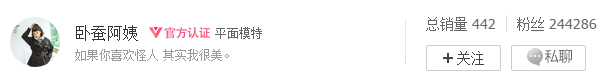 卧蚕阿姨 官方认证 平面模特
如果你喜欢怪人 其实我很美。
总销量 442 粉丝 244286
+关注 私聊